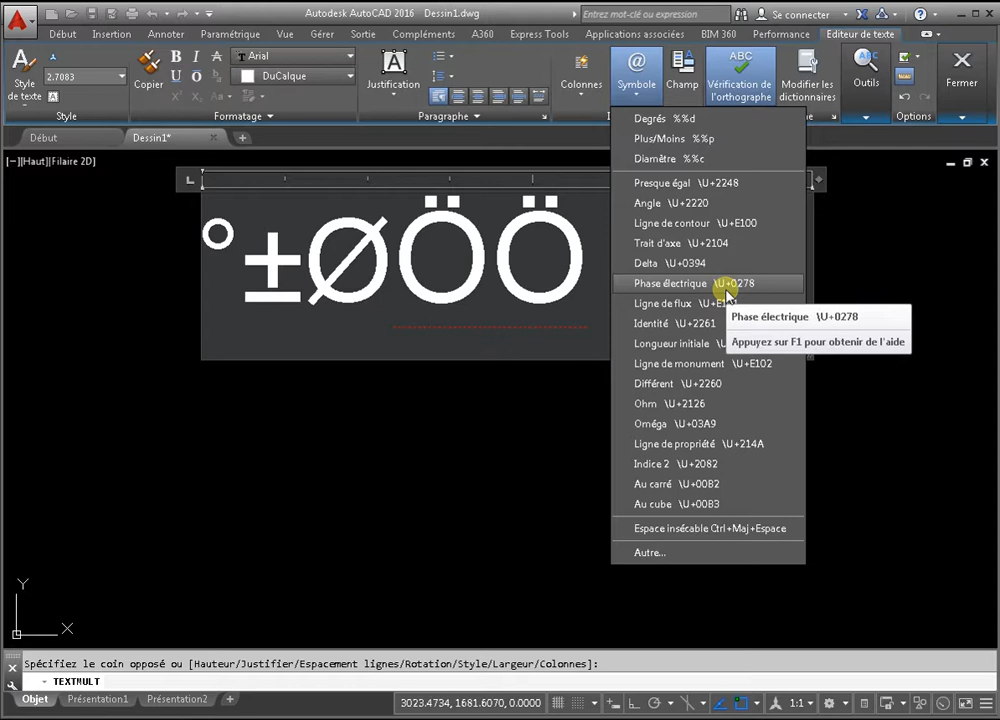 Autodesk AutoCAD 2016 Dessin1.dwg
Entrez mot-clé ou expression
Se connecter
Début Insertion Annoter Paramétrique Vue Gérer Sortie Compléments A360 Express Tools Applications associées BIM 360 Performance Editeur de texte
Style de texte
2.7083
Style
Copier
B I A
U O
Arial
DuCalque
Formatage
Justification
Paragraphe
Colonnes
@
Symbole
Champ
ABC
Vérification de l'orthographe
Modifier les dictionnaires
Outils
Options
Fermer
Début Dessin1*
[−][Haut][Filaire 2D]
°±ØÖÖ
Degrés %%d
Plus/Moins %%p
Diamètre %%c
Presque égal \U+2248
Angle \U+2220
Ligne de contour \U+E100
Trait d'axe \U+2104
Delta \U+0394
Phase électrique \U+0278
Ligne de flux
Identité \U+2261
Longueur initiale
Ligne de monument \U+E102
Différent \U+2260
Ohm \U+2126
Oméga \U+03A9
Ligne de propriété \U+214A
Indice 2 \U+2082
Au carré \U+00B2
Au cube \U+00B3
Espace insécable Ctrl+Maj+Espace
Autre...
Phase électrique \U+0278
Appuyez sur F1 pour obtenir de l'aide
Y
X
Spécifiez le coin opposé ou [Hauteur/Justifier/Espacement lignes/Rotation/Style/Largeur/Colonnes]:
TEXTMULT
Objet Présentation1 Présentation2
3023.4734, 1681.6070, 0.0000
1:1